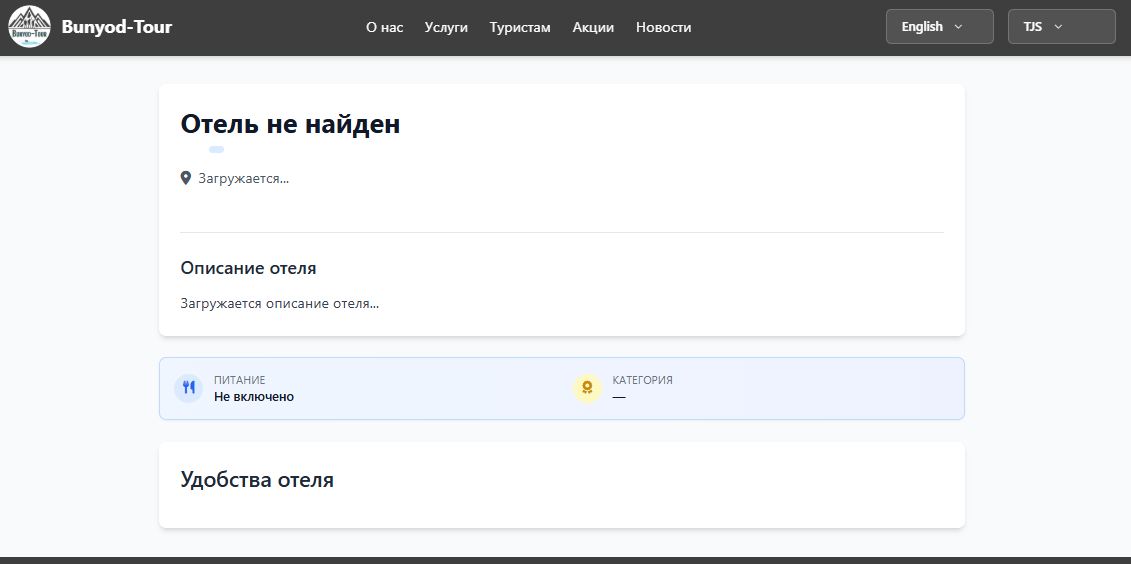 Bunyod-Tour
Bunyod-Tour
О нас Услуги Туристам Акции Новости
English TJS
Отель не найден
Загружается...
Описание отеля
Загружается описание отеля...
ПИТАНИЕ
Не включено
КАТЕГОРИЯ
—
Удобства отеля